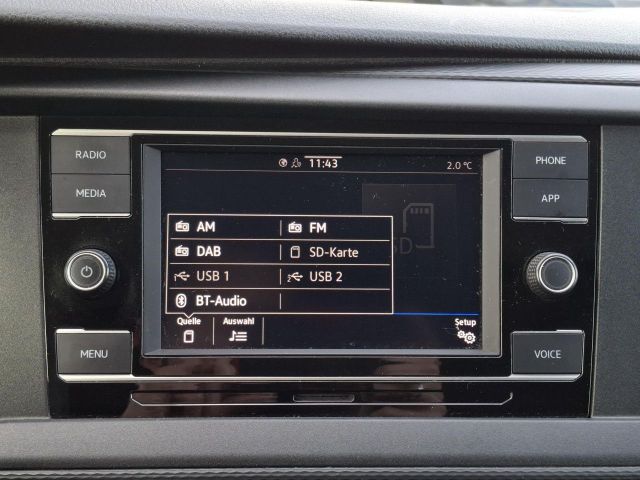 RADIO
MEDIA
MENU
11:43
2.0 °C
AM
FM
DAB
SD-Karte
USB 1
USB 2
BT-Audio
SD
Quelle
Auswahl
Setup
PHONE
APP
VOICE